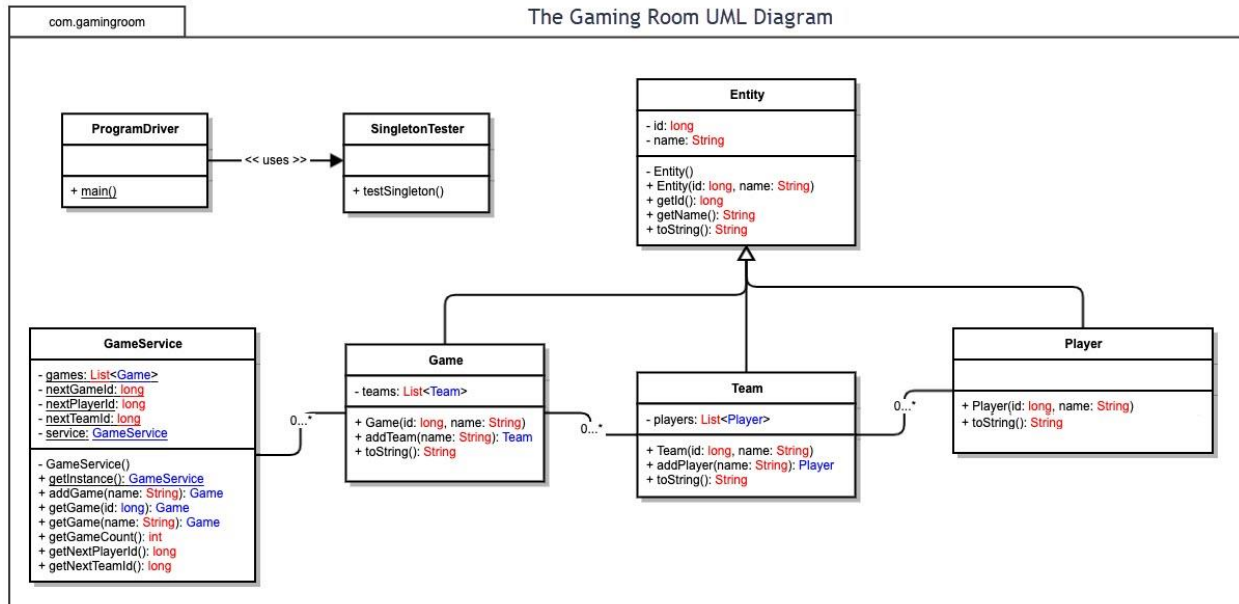 com.gamingroom
The Gaming Room UML Diagram
ProgramDriver
+ main()
<< uses >>
SingletonTester
+ testSingleton()
Entity
- id: long
- name: String
- Entity()
+ Entity(id: long, name: String)
+ getId(): long
+ getName(): String
+ toString(): String
GameService
- games: List<Game>
- nextGameId: long
- nextPlayerId: long
- nextTeamId: long
- service: GameService
- GameService()
+ getInstance(): GameService
+ addGame(name: String): Game
+ getGame(id: long): Game
+ getGame(name: String): Game
+ getGameCount(): int
+ getNextPlayerId(): long
+ getNextTeamId(): long
0...*
Game
- teams: List<Team>
+ Game(id: long, name: String)
+ addTeam(name: String): Team
+ toString(): String
0...*
Team
- players: List<Player>
+ Team(id: long, name: String)
+ addPlayer(name: String): Player
+ toString(): String
0...*
Player
+ Player(id: long, name: String)
+ toString(): String